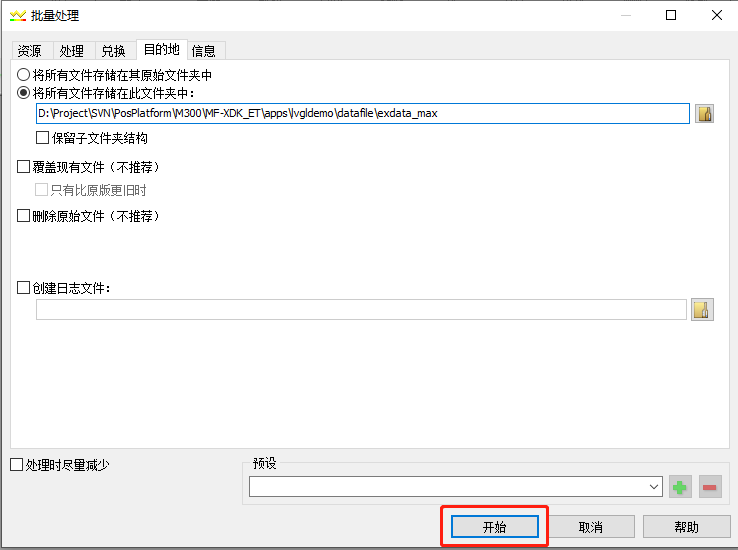 批量处理
资源 处理 兑换 目的地 信息
将所有文件存储在其原始文件夹中
将所有文件存储在此文件夹中：
D:\Project\SVN\PosPlatform\M300\MF-XDK_ET\apps\lvgldemo\datafile\exdata_max
保留子文件夹结构
覆盖现有文件（不推荐）
只有比原版更旧时
删除原始文件（不推荐）
创建日志文件：
处理时尽量减少
预设
开始 取消 帮助